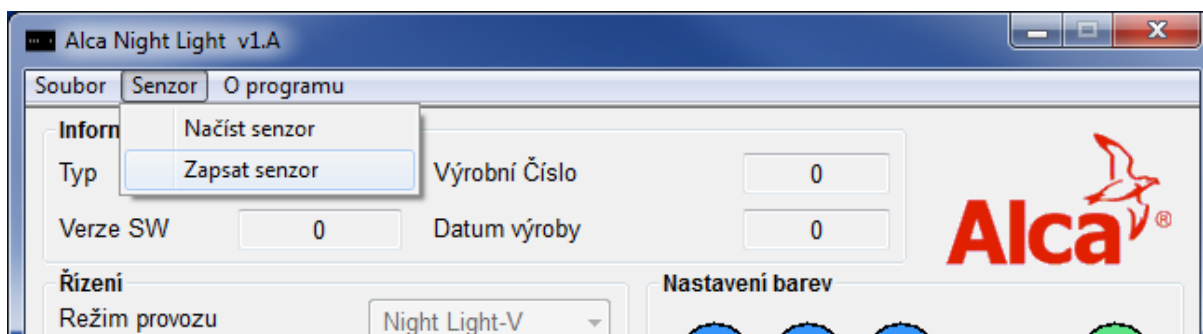 Alca Night Light v1.A
Soubor Senzor O programu
Inform
Načíst senzor
Typ
Zapsat senzor
Výrobní Číslo
0
Verze SW
0
Datum výroby
0
Alca®
Řízení
Nastavení barev
Režim provozu
Night Light-V